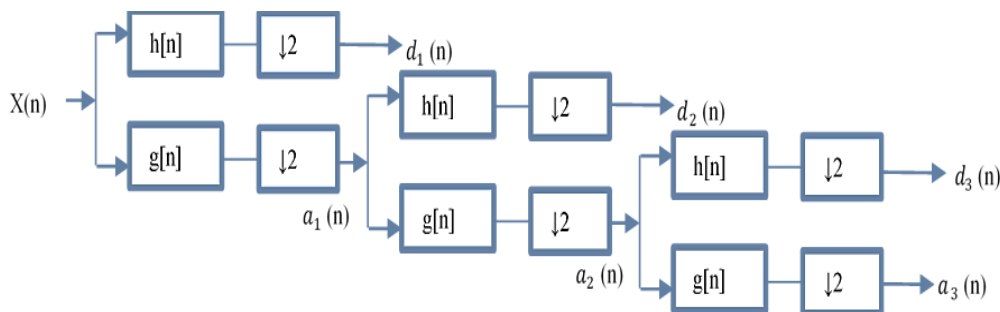 h[n] ↓2 d₁ (n)
X(n)
g[n] ↓2
a₁ (n)
h[n] ↓2 d₂ (n)
g[n] ↓2
a₂ (n)
h[n] ↓2 d₃ (n)
g[n] ↓2 a₃ (n)